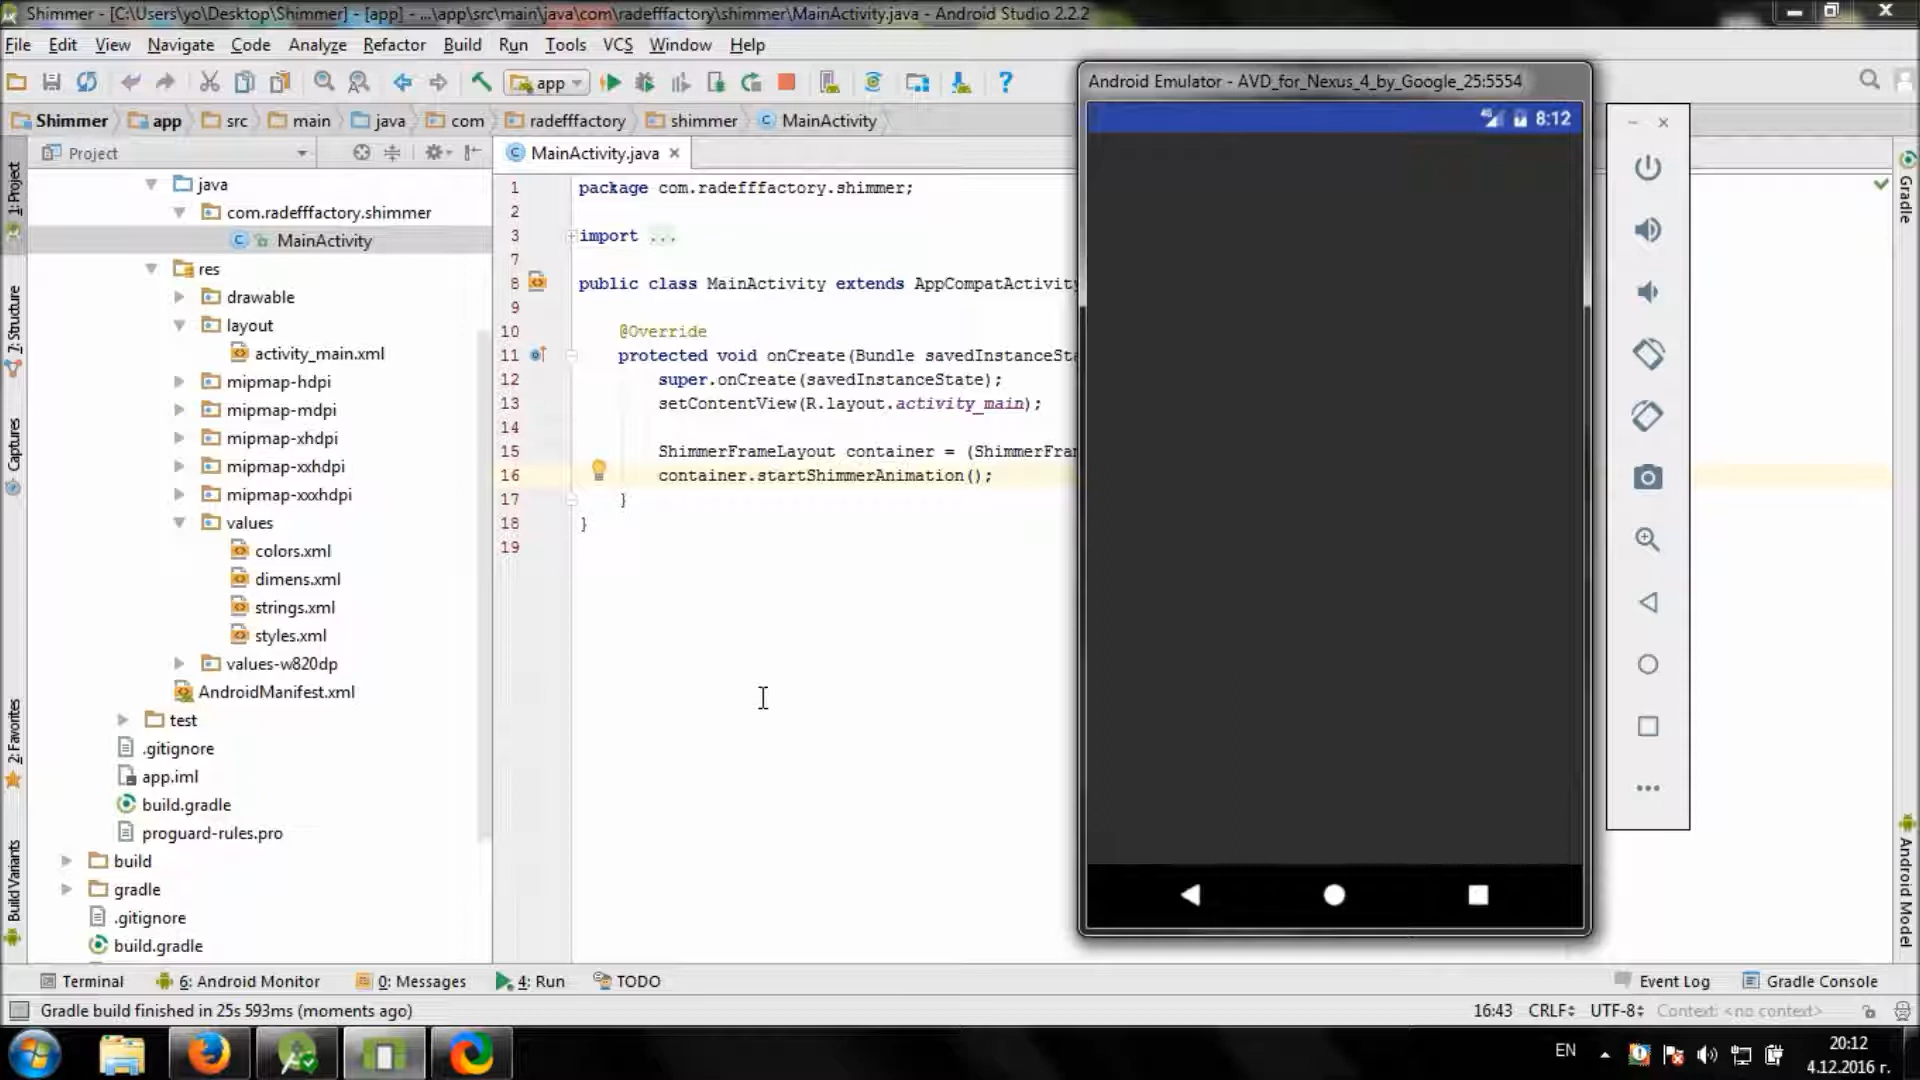 Shimmer - [C:\Users\yo\Desktop\Shimmer] - [app] - ...\app\src\main\java\com\radefffactory\shimmer\MainActivity.java - Android Studio 2.2.2
File Edit View Navigate Code Analyze Refactor Build Run Tools VCS Window Help
app
Shimmer app src main java com radefffactory shimmer MainActivity
Project
MainActivity.java
Android Emulator - AVD_for_Nexus_4_by_Google_25:5554
8:12
1: Project
7: Structure
Captures
2: Favorites
Build Variants
java
com.radefffactory.shimmer
MainActivity
res
drawable
layout
activity_main.xml
mipmap-hdpi
mipmap-mdpi
mipmap-xhdpi
mipmap-xxhdpi
mipmap-xxxhdpi
values
colors.xml
dimens.xml
strings.xml
styles.xml
values-w820dp
AndroidManifest.xml
test
.gitignore
app.iml
build.gradle
proguard-rules.pro
build
gradle
.gitignore
build.gradle
1 package com.radefffactory.shimmer;
2
3 import ...
7
8 public class MainActivity extends AppCompatActivity
9
10 @Override
11 protected void onCreate(Bundle savedInstanceSta
12 super.onCreate(savedInstanceState);
13 setContentView(R.layout.activity_main);
14
15 ShimmerFrameLayout container = (ShimmerFra
16 container.startShimmerAnimation();
17 }
18 }
19
Gradle
Android Model
Terminal 6: Android Monitor 0: Messages 4: Run TODO Event Log Gradle Console
Gradle build finished in 25s 593ms (moments ago) 16:43 CRLF UTF-8 Context: <no context>
EN 20:12
4.12.2016 г.